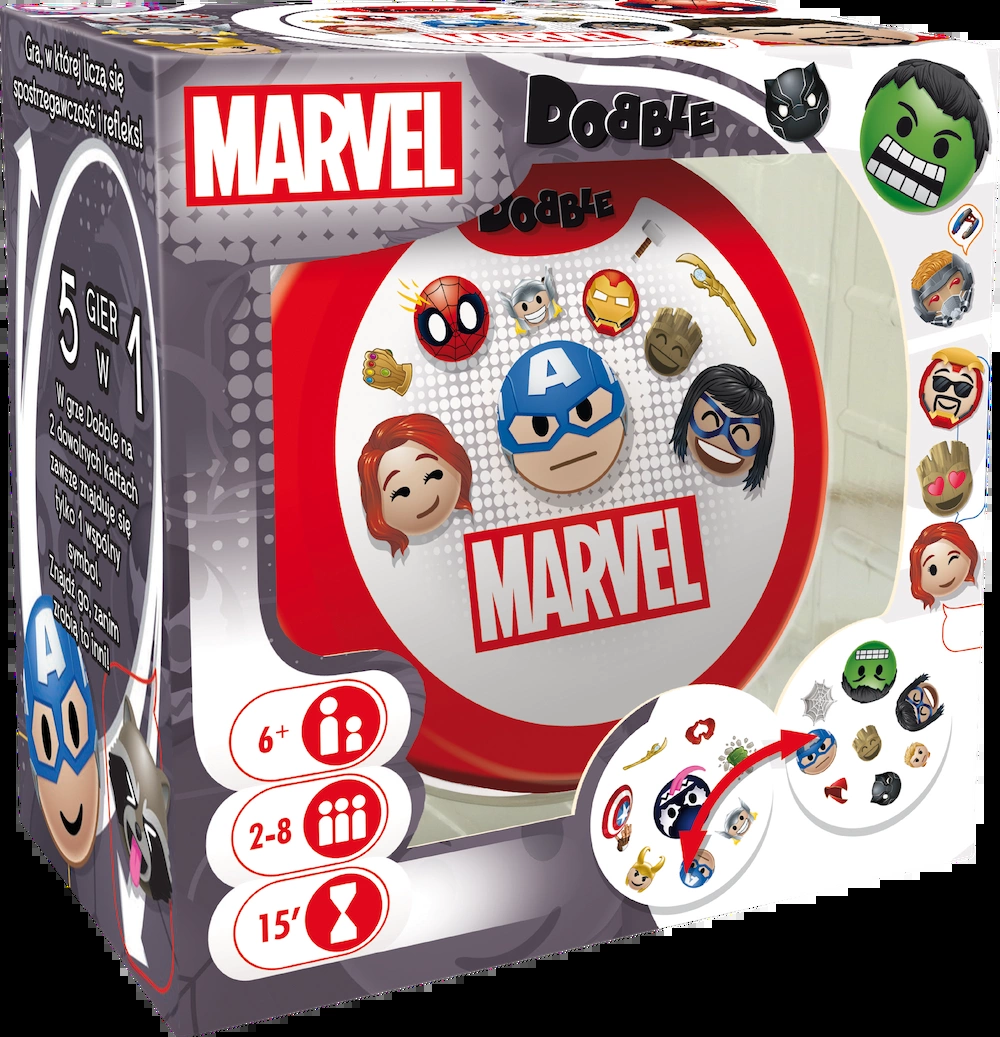 Gra, w której liczą się
spostrzegawczość i refleks!
5 GIER W 1
W grze Dobble na
2 dowolnych kartach
zawsze znajduje się
tylko 1 wspólny
symbol.
Znajdź go, zanim
zrobią to inni!
MARVEL
DOBBLE
DOBBLE
A
MARVEL
6+
2-8
15'
A
MARVEL